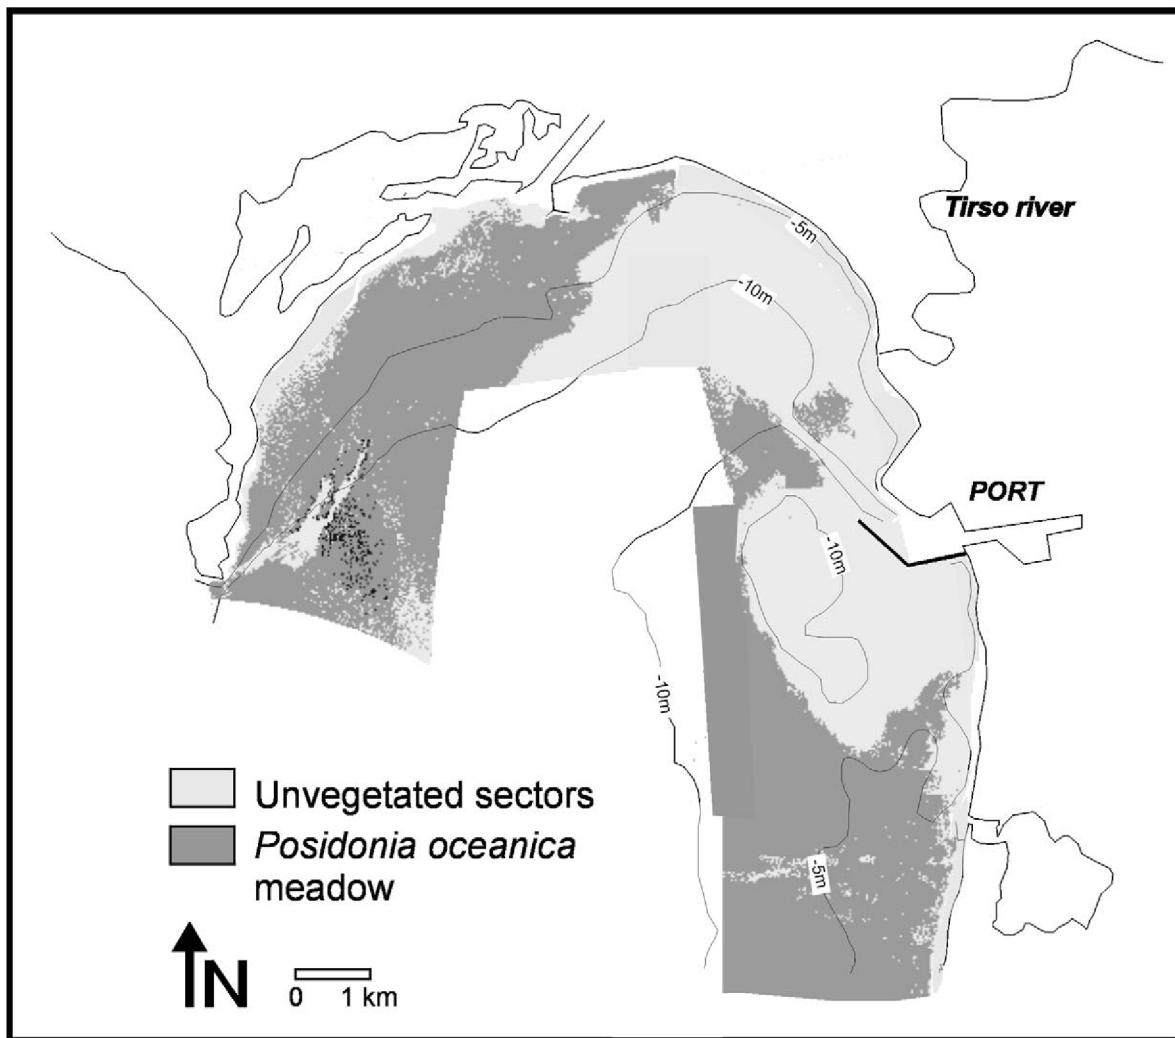 Tirso river
-5m
-10m
PORT
-10m
-10m
-5m
Unvegetated sectors
Posidonia oceanica
meadow
N
0 1 km